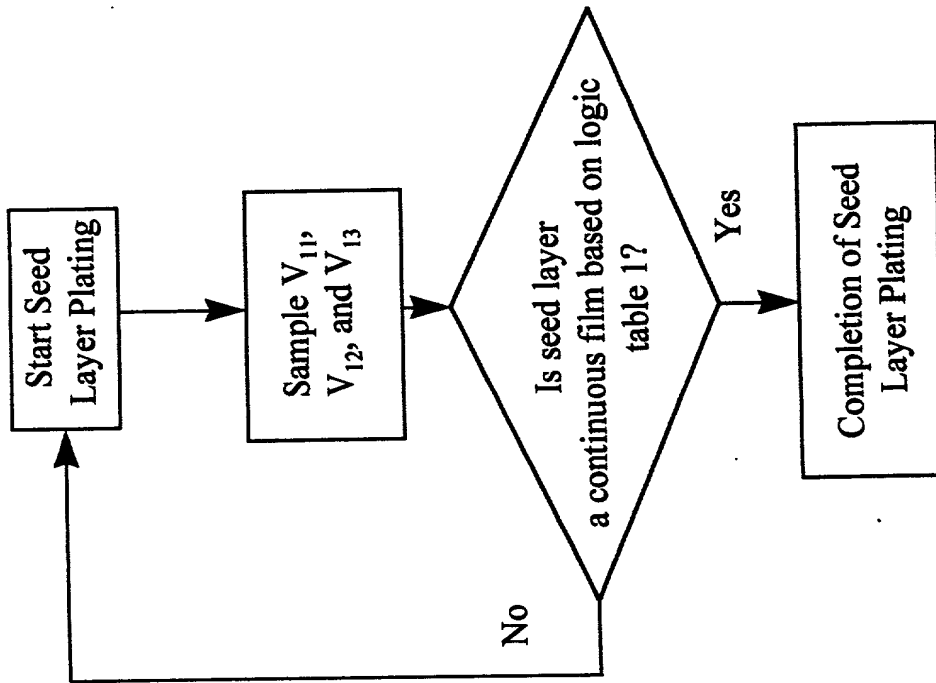 Start Seed
Layer Plating
Sample V11,
V12, and V13
Is seed layer
a continuous film based on logic
table 1?
No
Yes
Completion of Seed
Layer Plating